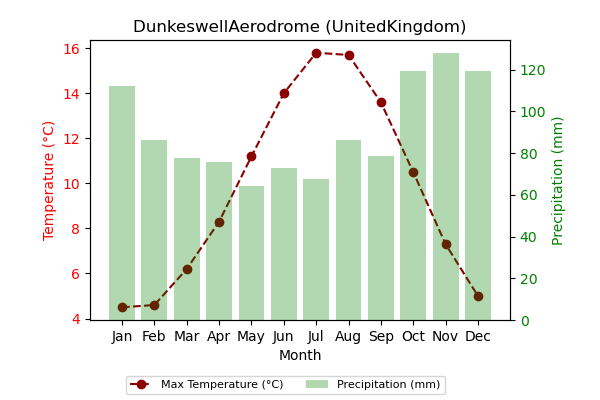 DunkeswellAerodrome (UnitedKingdom)
16
14
12
10
8
6
4
Temperature (°C)
120
100
80
60
40
20
0
Precipitation (mm)
Jan Feb Mar Apr May Jun Jul Aug Sep Oct Nov Dec
Month
Max Temperature (°C) Precipitation (mm)